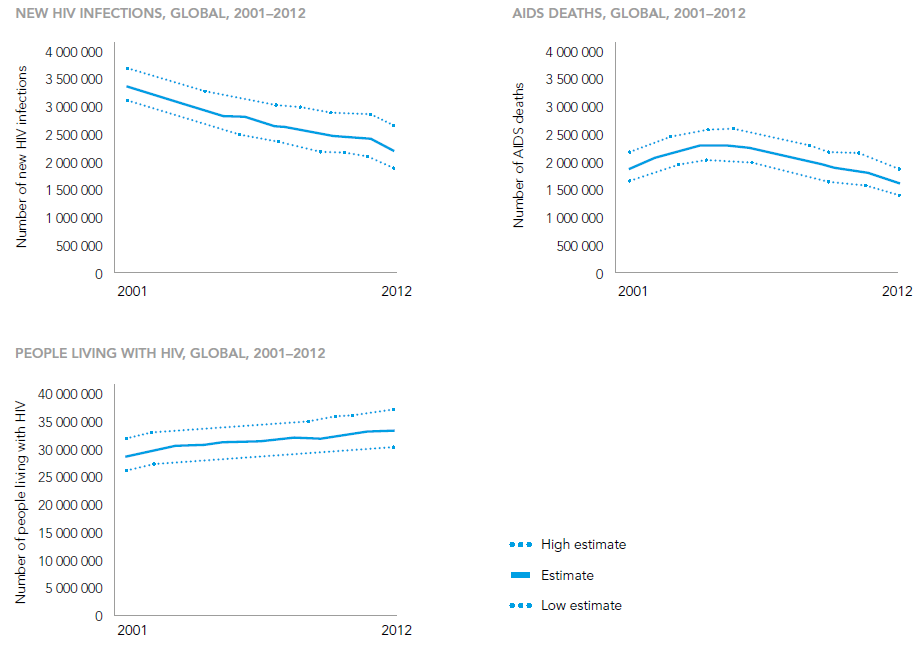 NEW HIV INFECTIONS, GLOBAL, 2001–2012
Number of new HIV infections
4 000 000
3 500 000
3 000 000
2 500 000
2 000 000
1 500 000
1 000 000
500 000
0
2001
2012
AIDS DEATHS, GLOBAL, 2001–2012
Number of AIDS deaths
4 000 000
3 500 000
3 000 000
2 500 000
2 000 000
1 500 000
1 000 000
500 000
0
2001
2012
PEOPLE LIVING WITH HIV, GLOBAL, 2001–2012
Number of people living with HIV
40 000 000
35 000 000
30 000 000
25 000 000
20 000 000
15 000 000
10 000 000
5 000 000
0
2001
2012
High estimate
Estimate
Low estimate